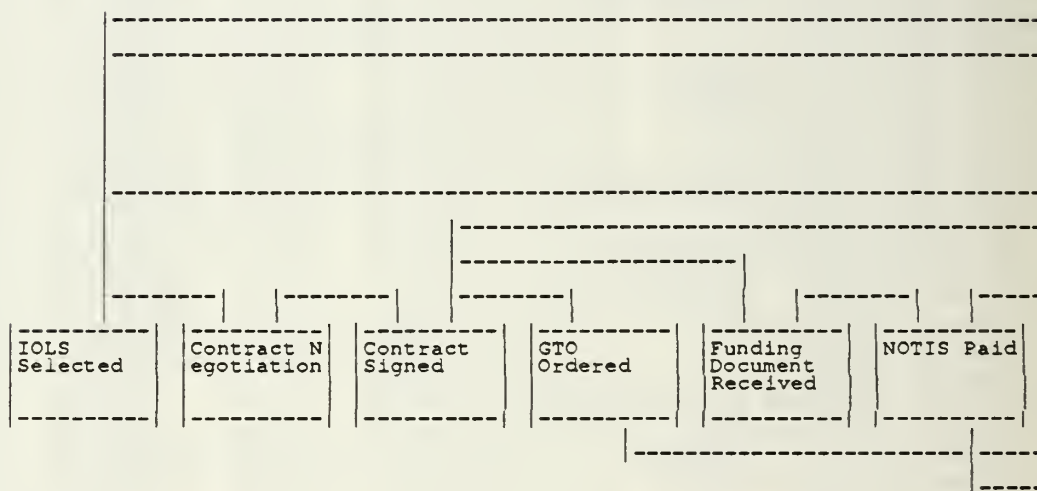 IOLS
Selected
Contract N
egotiation
Contract
Signed
GTO
Ordered
Funding
Document
Received
NOTIS Paid